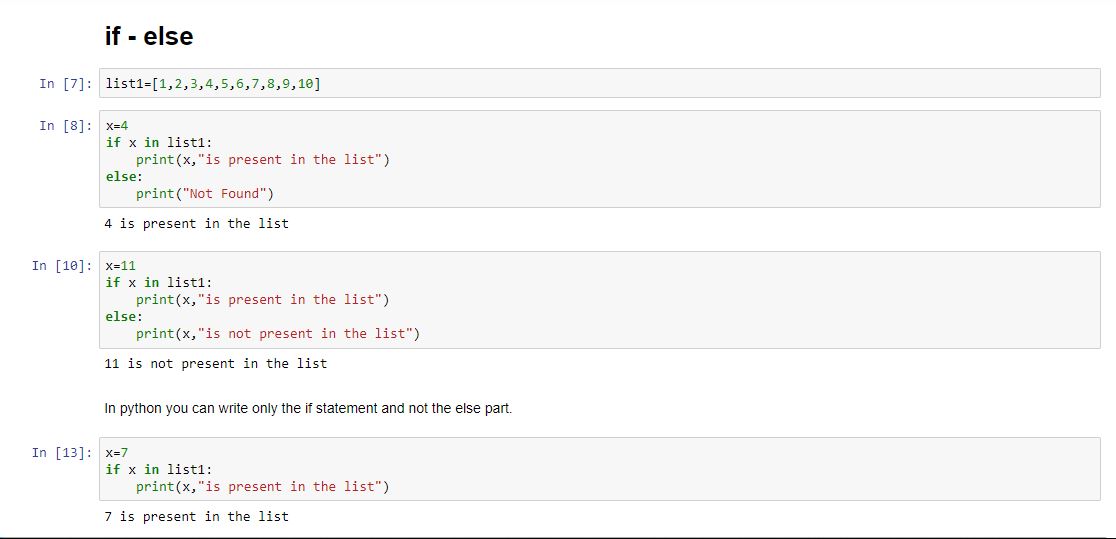 if - else
In [7]: list1=[1,2,3,4,5,6,7,8,9,10]
In [8]: x=4
if x in list1:
    print(x,"is present in the list")
else:
    print("Not Found")
4 is present in the list
In [10]: x=11
if x in list1:
    print(x,"is present in the list")
else:
    print(x,"is not present in the list")
11 is not present in the list
In python you can write only the if statement and not the else part.
In [13]: x=7
if x in list1:
    print(x,"is present in the list")
7 is present in the list